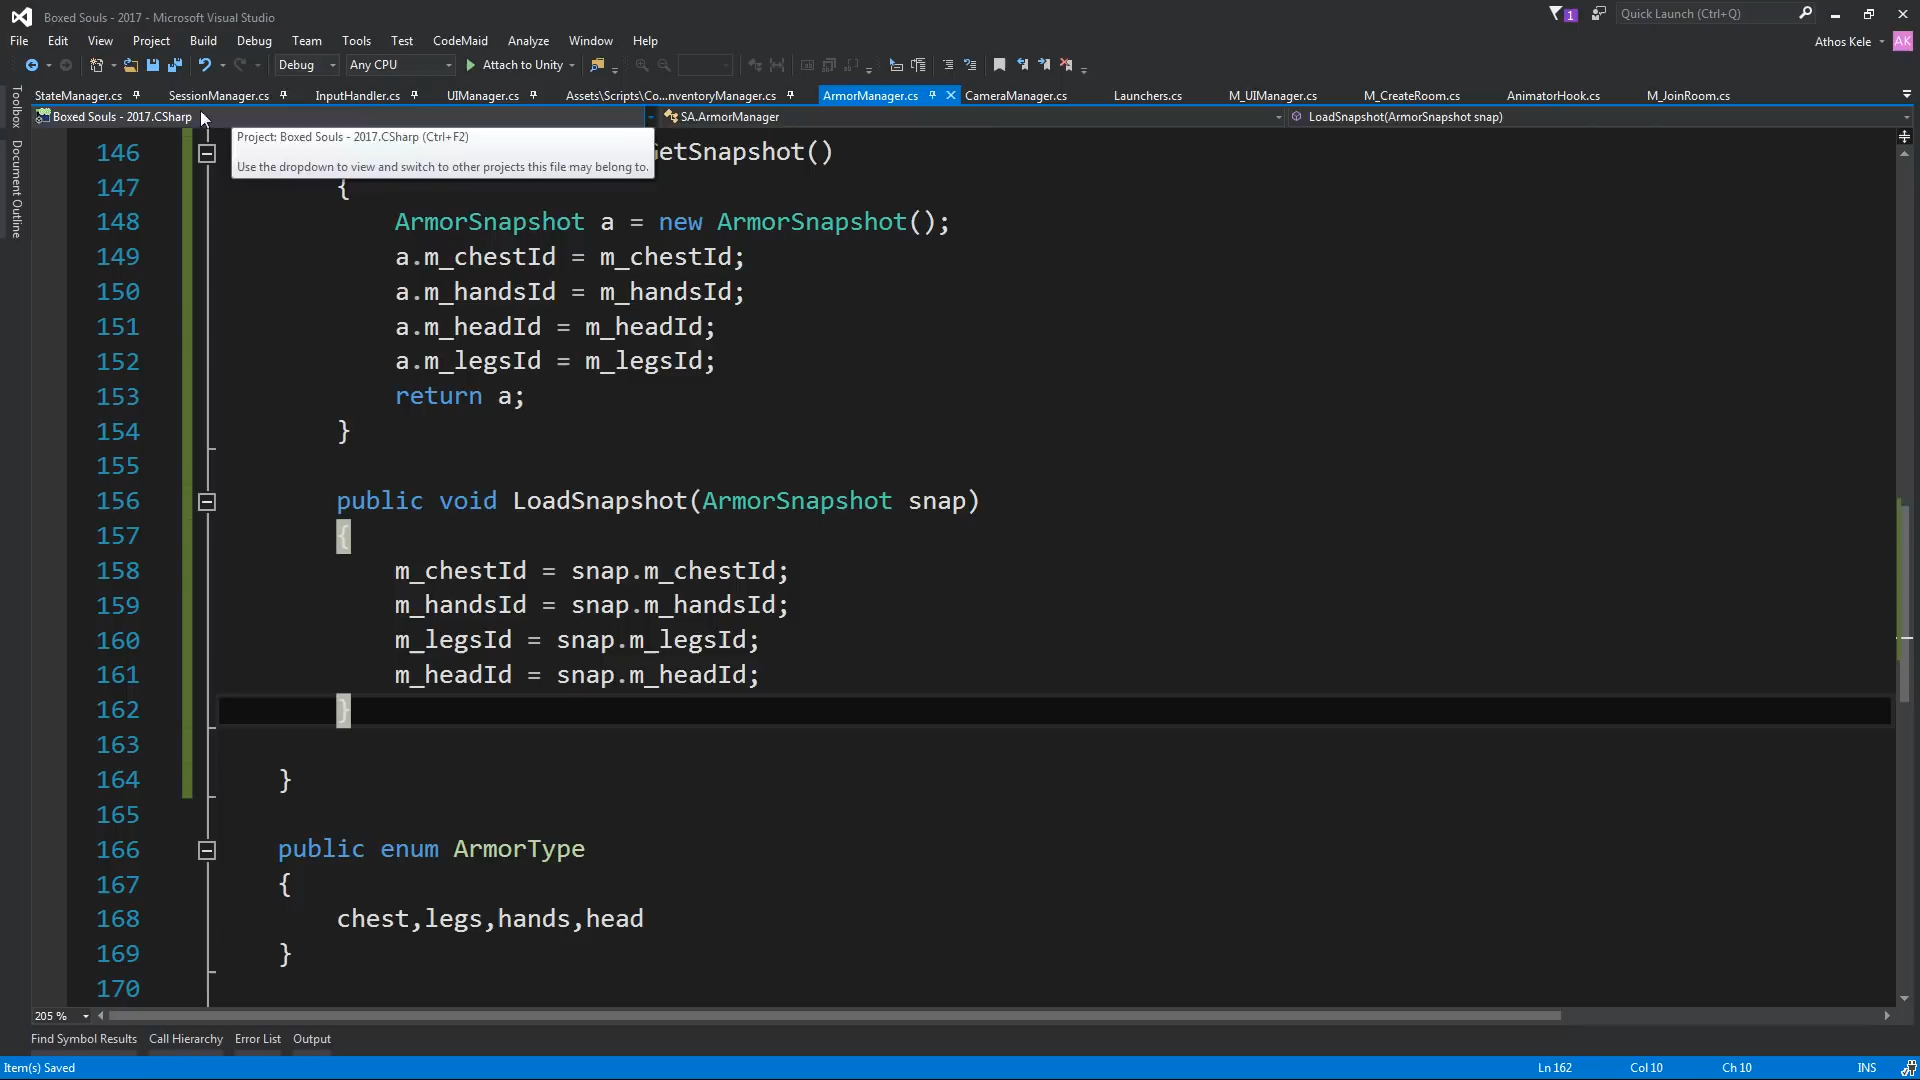 Boxed Souls - 2017 - Microsoft Visual Studio
1
Quick Launch (Ctrl+Q)
File Edit View Project Build Debug Team Tools Test CodeMaid Analyze Window Help
Athos Kele AK
Debug Any CPU Attach to Unity
StateManager.cs SessionManager.cs InputHandler.cs UIManager.cs Assets\Scripts\Co...nventoryManager.cs ArmorManager.cs CameraManager.cs Launchers.cs M_UIManager.cs M_CreateRoom.cs AnimatorHook.cs M_JoinRoom.cs
Boxed Souls - 2017.CSharp SA.ArmorManager LoadSnapshot(ArmorSnapshot snap)
Toolbox
Document Outline
Project: Boxed Souls - 2017.CSharp (Ctrl+F2)
Use the dropdown to view and switch to other projects this file may belong to.
146 GetSnapshot()
147 {
148 ArmorSnapshot a = new ArmorSnapshot();
149 a.m_chestId = m_chestId;
150 a.m_handsId = m_handsId;
151 a.m_headId = m_headId;
152 a.m_legsId = m_legsId;
153 return a;
154 }
155
156 public void LoadSnapshot(ArmorSnapshot snap)
157 {
158 m_chestId = snap.m_chestId;
159 m_handsId = snap.m_handsId;
160 m_legsId = snap.m_legsId;
161 m_headId = snap.m_headId;
162 }
163
164 }
165
166 public enum ArmorType
167 {
168 chest,legs,hands,head
169 }
170
205 %
Find Symbol Results Call Hierarchy Error List Output
Item(s) Saved Ln 162 Col 10 Ch 10 INS